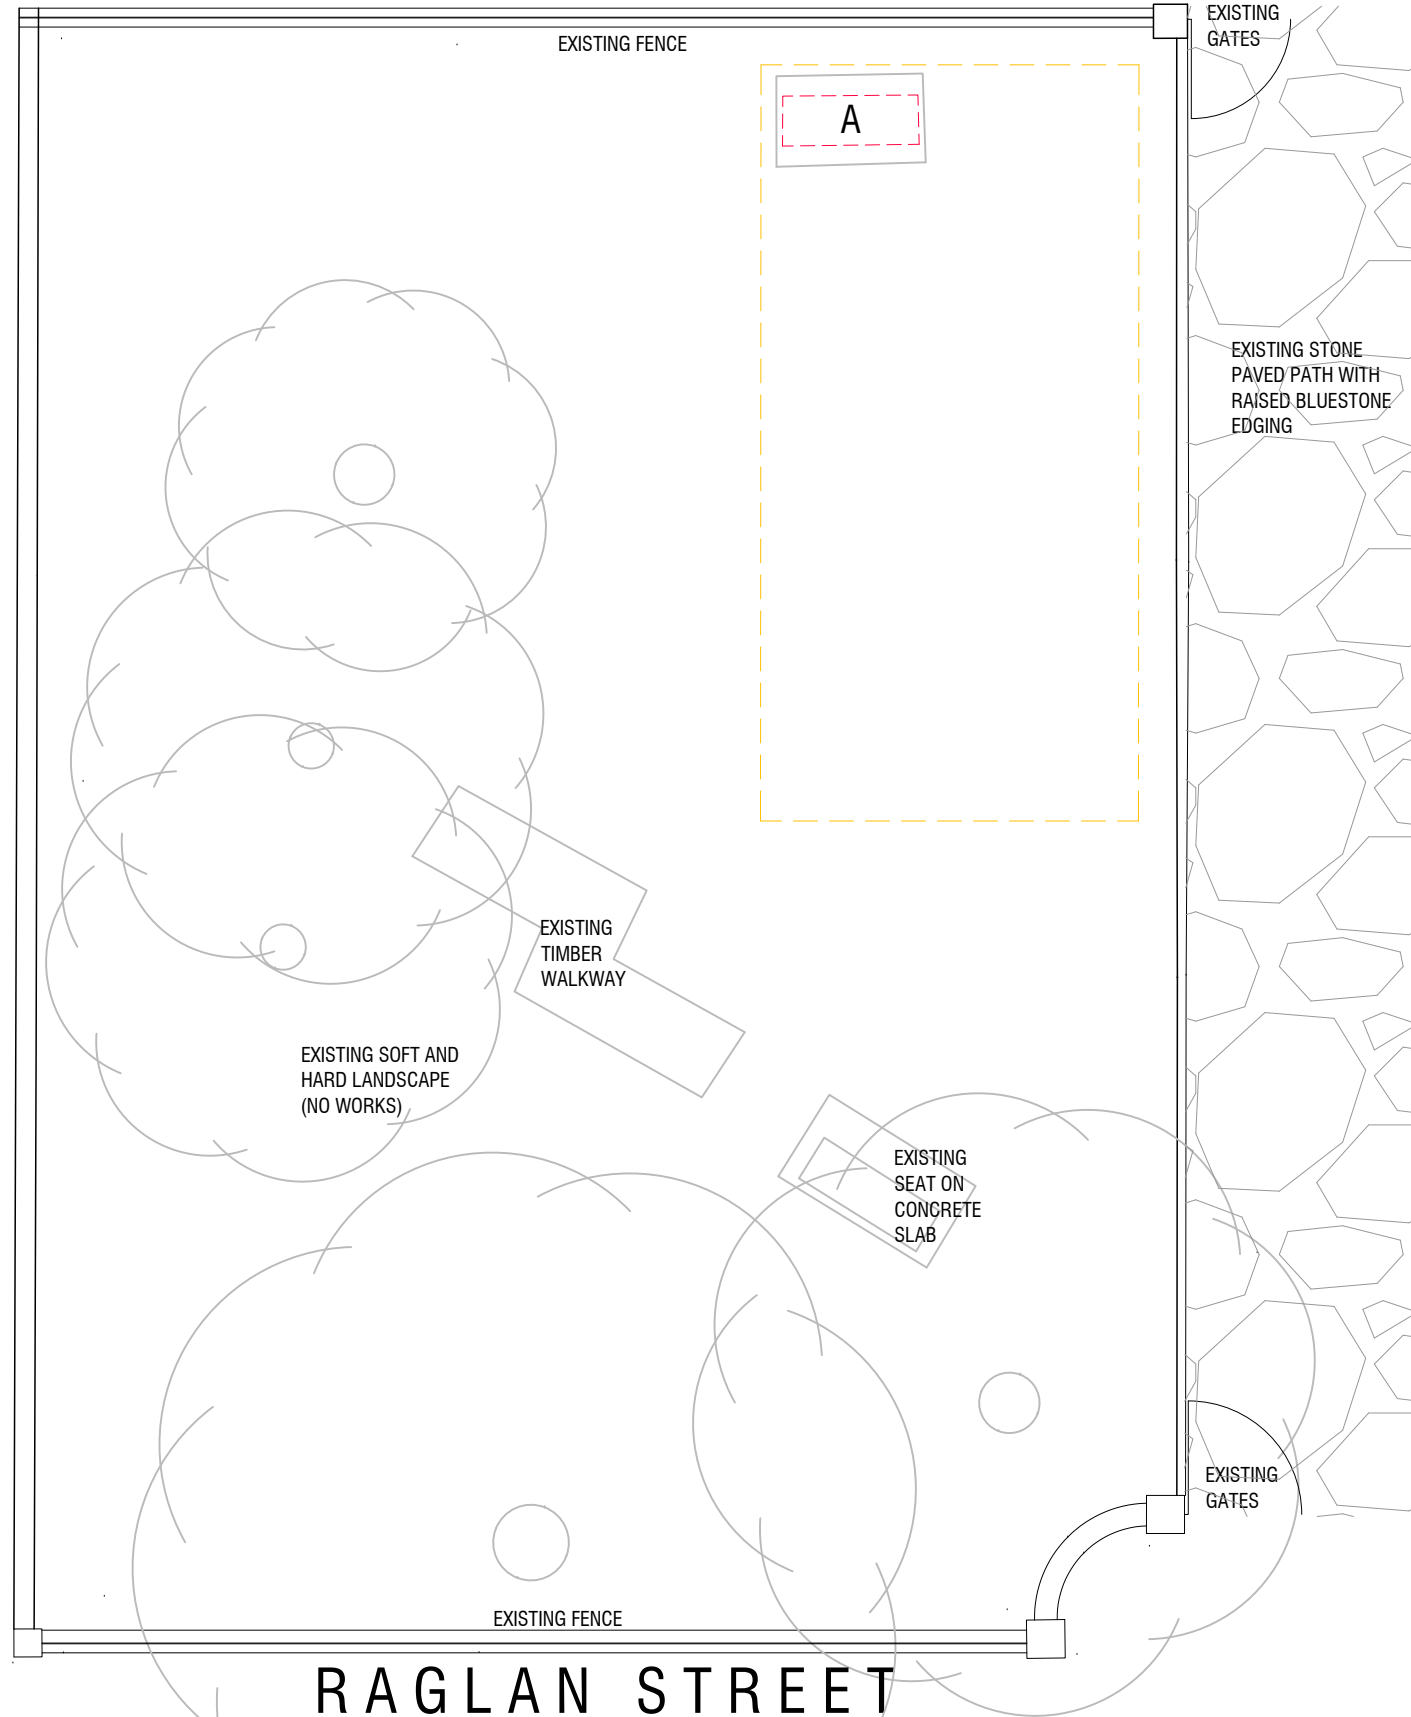 EXISTING
GATES
EXISTING FENCE
A
EXISTING STONE
PAVED PATH WITH
RAISED BLUESTONE
EDGING
EXISTING
TIMBER
WALKWAY
EXISTING SOFT AND
HARD LANDSCAPE
(NO WORKS)
EXISTING
SEAT ON
CONCRETE
SLAB
EXISTING
GATES
EXISTING FENCE
RAGLAN STREET